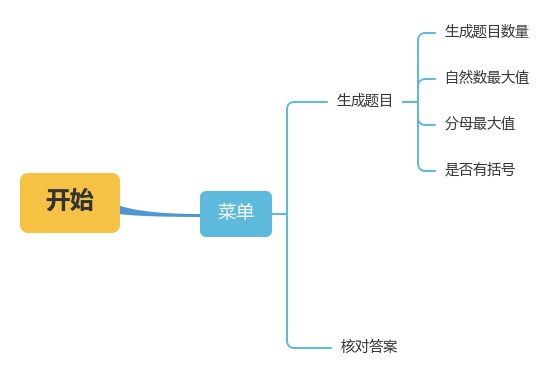 开始
菜单
生成题目
生成题目数量
自然数最大值
分母最大值
是否有括号
核对答案